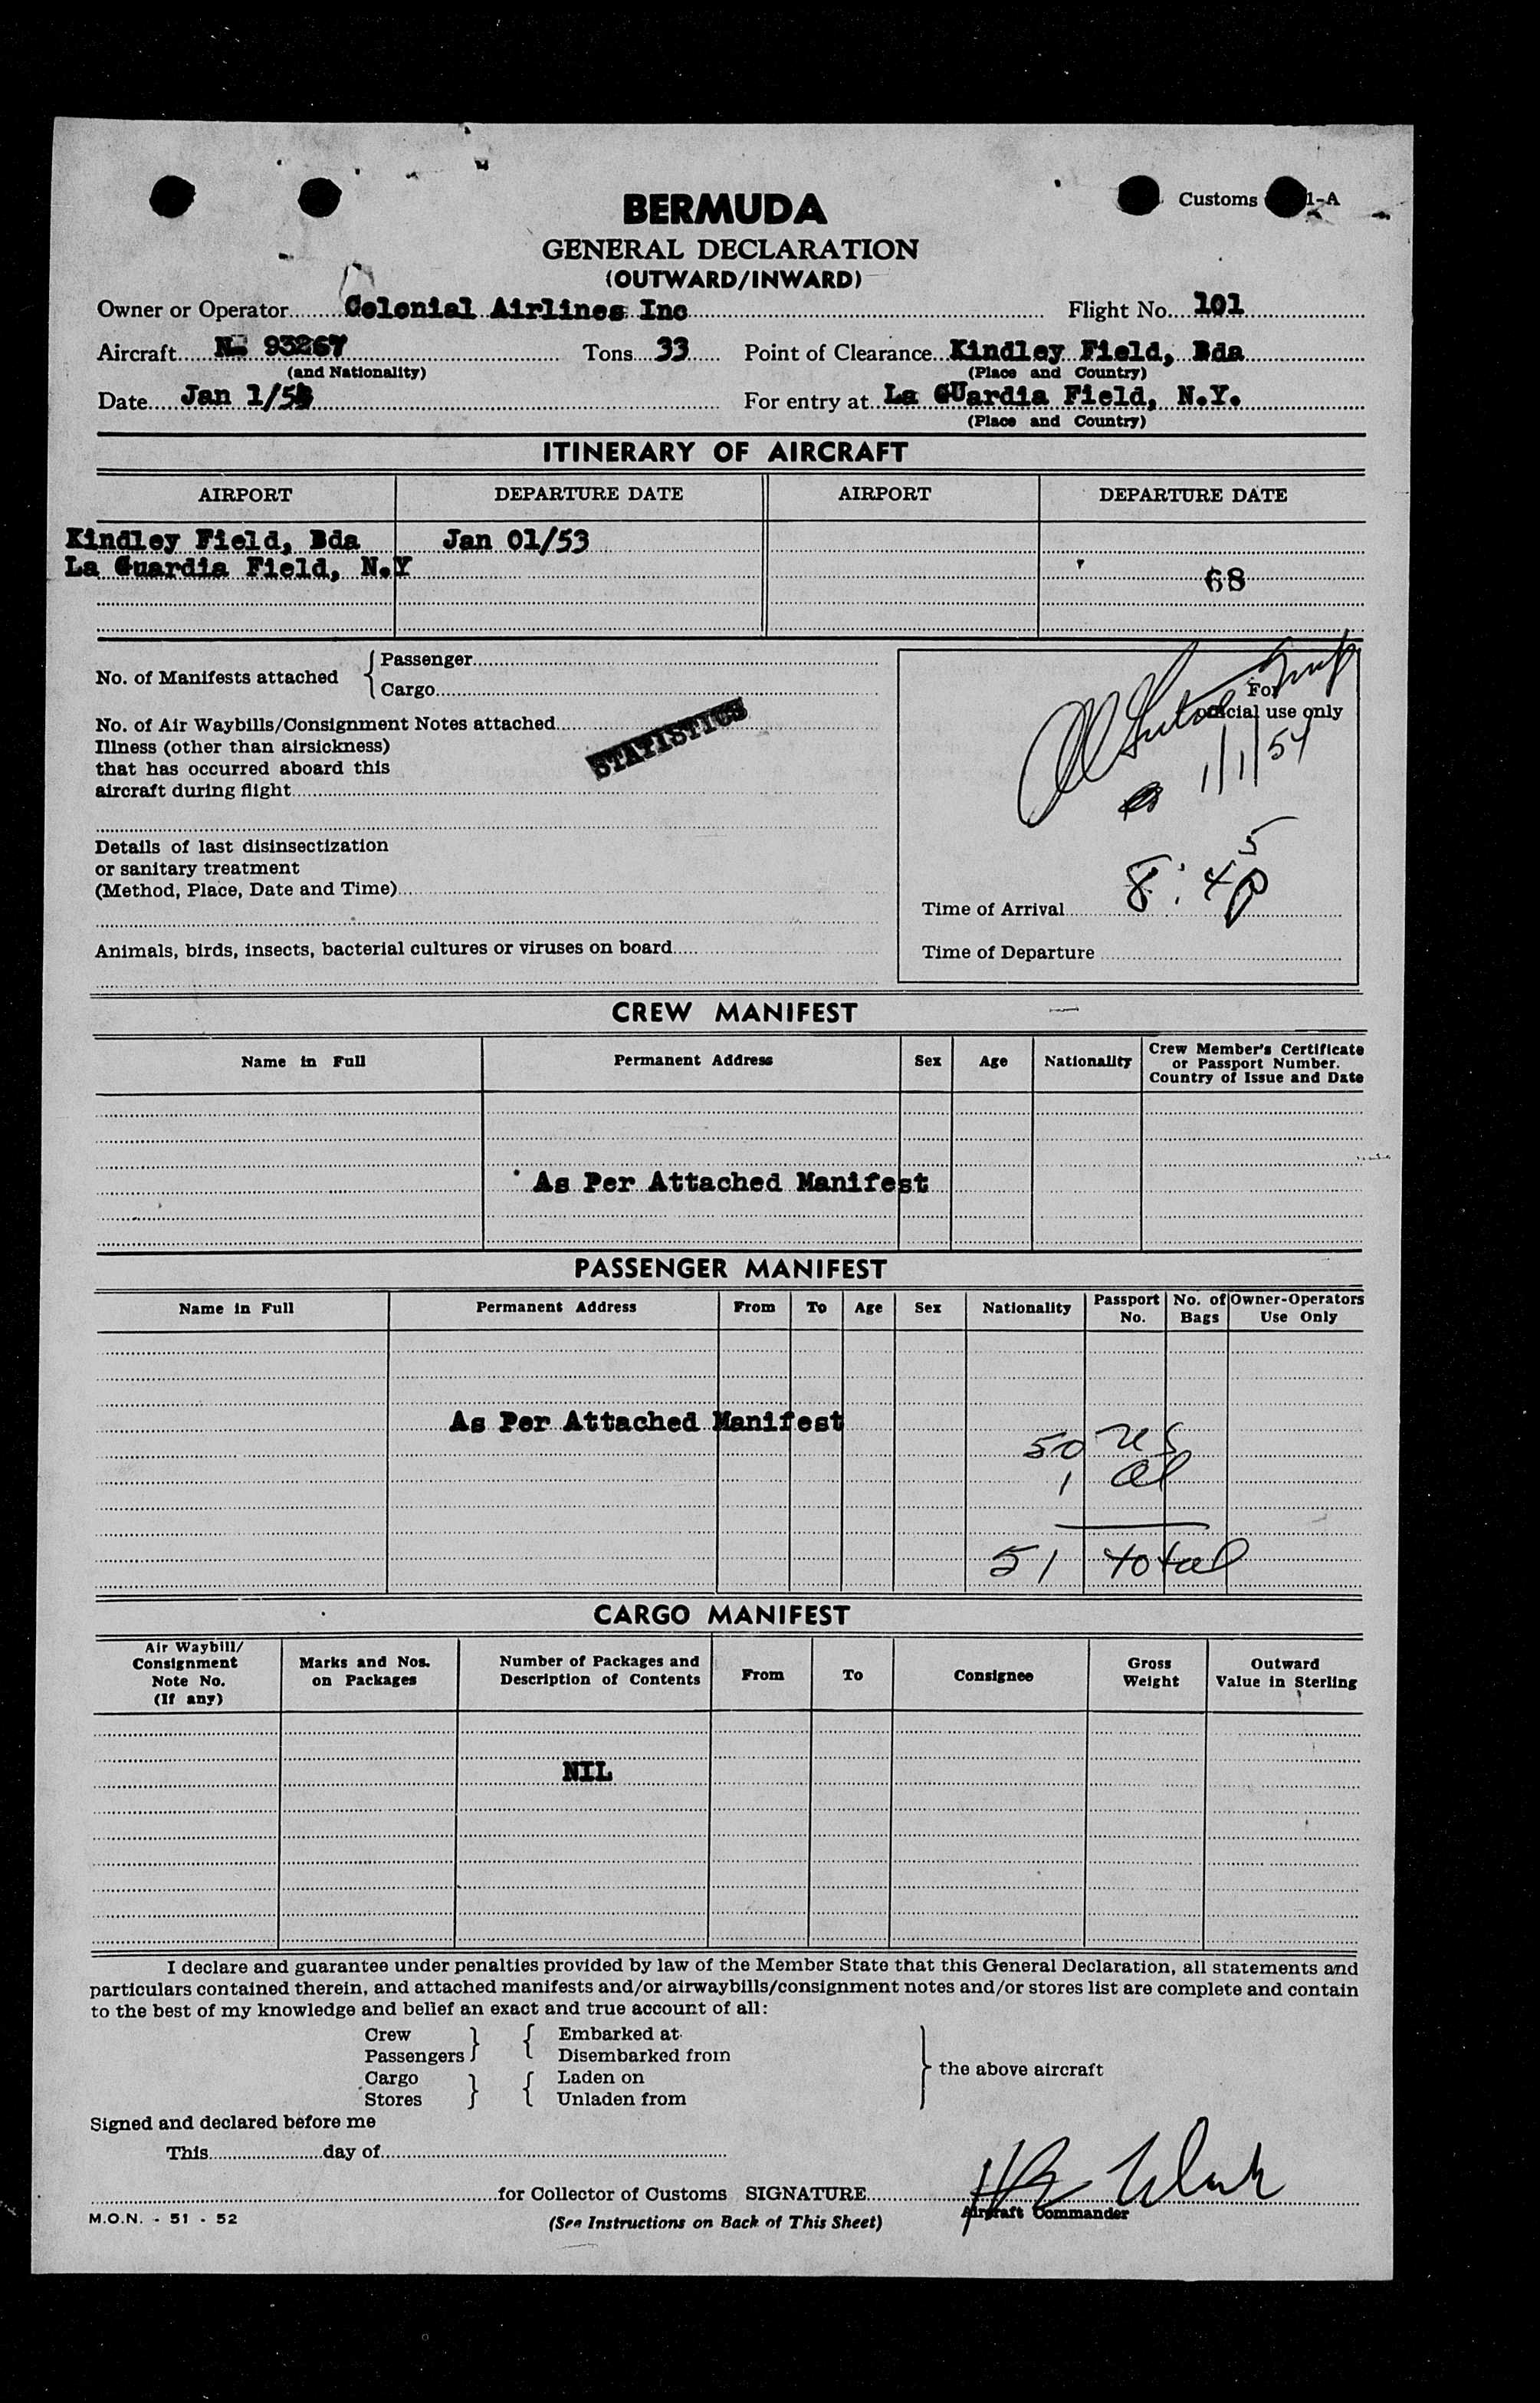 Customs 1-A
BERMUDA
GENERAL DECLARATION
(OUTWARD/INWARD)
Owner or Operator Colonial Airlines Inc Flight No. 101
Aircraft N 93267 Tons 33 Point of Clearance Kindley Field, Bda
(and Nationality) (Place and Country)
Date Jan 1/54 For entry at La GUardia Field, N.Y.
(Place and Country)
ITINERARY OF AIRCRAFT
AIRPORT DEPARTURE DATE AIRPORT DEPARTURE DATE
Kindley Field, Bda Jan 01/53
La Guardia Field, N.Y
68
No. of Manifests attached { Passenger
Cargo
For
official use only
No. of Air Waybills/Consignment Notes attached
STATISTICS
1/1/54
Illness (other than airsickness)
that has occurred aboard this
aircraft during flight
Details of last disinsectization
or sanitary treatment
(Method, Place, Date and Time)
Time of Arrival 8:45p
Animals, birds, insects, bacterial cultures or viruses on board
Time of Departure
CREW MANIFEST
Name in Full Permanent Address Sex Age Nationality Crew Member's Certificate
or Passport Number.
Country of Issue and Date
As Per Attached Manifest
PASSENGER MANIFEST
Name in Full Permanent Address From To Age Sex Nationality Passport No. No. of Bags Owner-Operators Use Only
As Per Attached Manifest
50 US
1 al
51 total
CARGO MANIFEST
Air Waybill/
Consignment
Note No.
(If any)
Marks and Nos.
on Packages
Number of Packages and
Description of Contents
From To Consignee
Gross
Weight
Outward
Value in Sterling
NIL
I declare and guarantee under penalties provided by law of the Member State that this General Declaration, all statements and
particulars contained therein, and attached manifests and/or airwaybills/consignment notes and/or stores list are complete and contain
to the best of my knowledge and belief an exact and true account of all:
Crew } { Embarked at
Passengers Disembarked from
} the above aircraft
Cargo } { Laden on
Stores Unladen from
Signed and declared before me
This day of
for Collector of Customs SIGNATURE
Aircraft Commander
M.O.N. - 51 - 52
(See Instructions on Back of This Sheet)